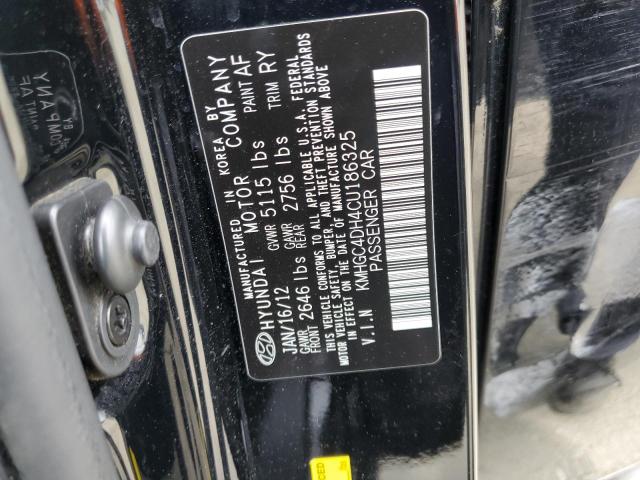 MANUFACTURED IN KOREA BY
HYUNDAI MOTOR COMPANY
JAN/16/12 GVWR 5115 lbs PAINT AF
GAWR FRONT 2646 lbs GAWR REAR 2756 lbs TRIM RY
THIS VEHICLE CONFORMS TO ALL APPLICABLE U.S.A. FEDERAL
MOTOR VEHICLE SAFETY, BUMPER, AND THEFT PREVENTION STANDARDS
IN EFFECT ON THE DATE OF MANUFACTURE SHOWN ABOVE
V.I.N KMHGC4DH4CU186325
PASSENGER CAR